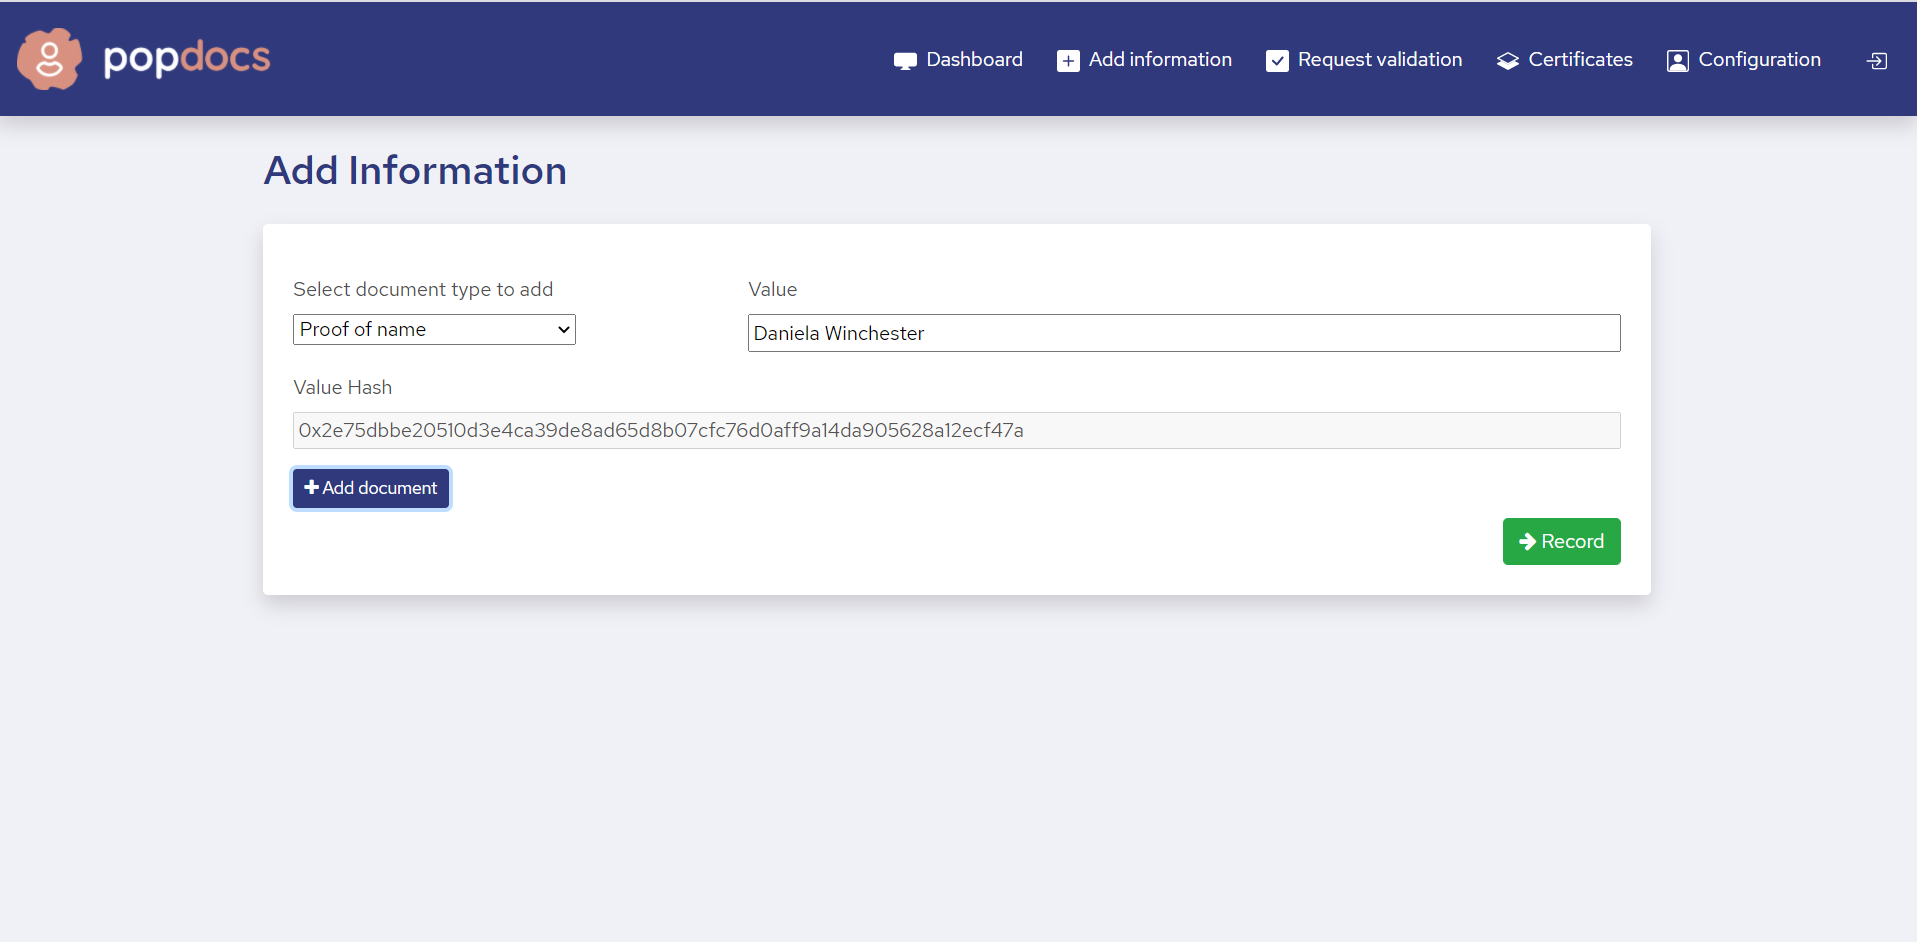 popdocs
Dashboard
Add information
Request validation
Certificates
Configuration
Add Information
Select document type to add
Value
Proof of name
Daniela Winchester
Value Hash
0x2e75dbbe20510d3e4ca39de8ad65d8b07cfc76d0aff9a14da905628a12ecf47a
Add document
Record